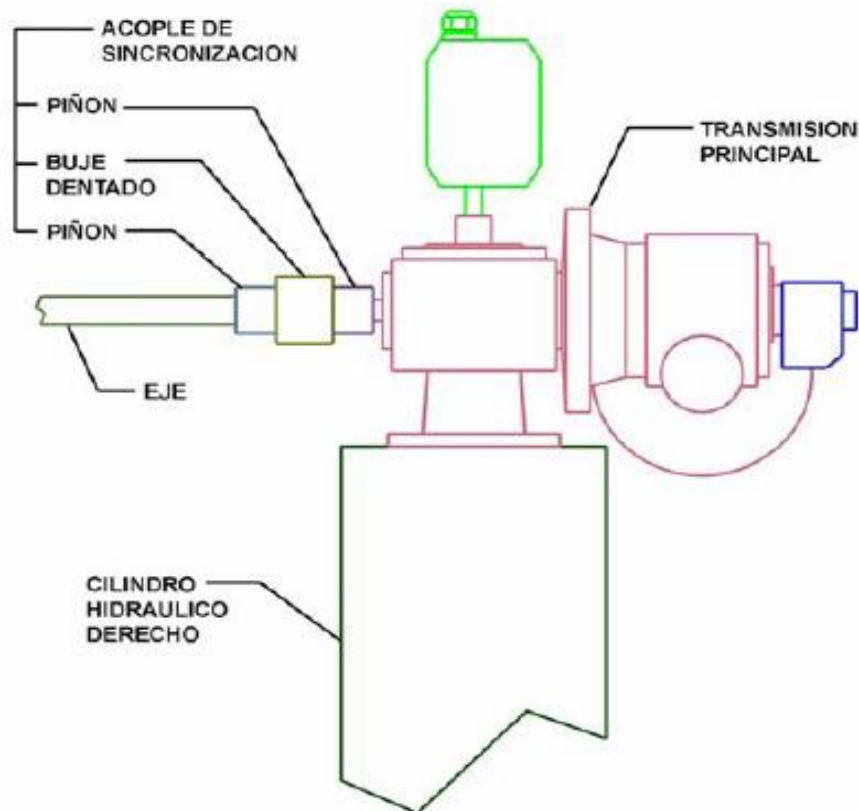 ACOPLE DE
SINCRONIZACION
PIÑON
BUJE
DENTADO
PIÑON
TRANSMISION
PRINCIPAL
EJE
CILINDRO
HIDRAULICO
DERECHO